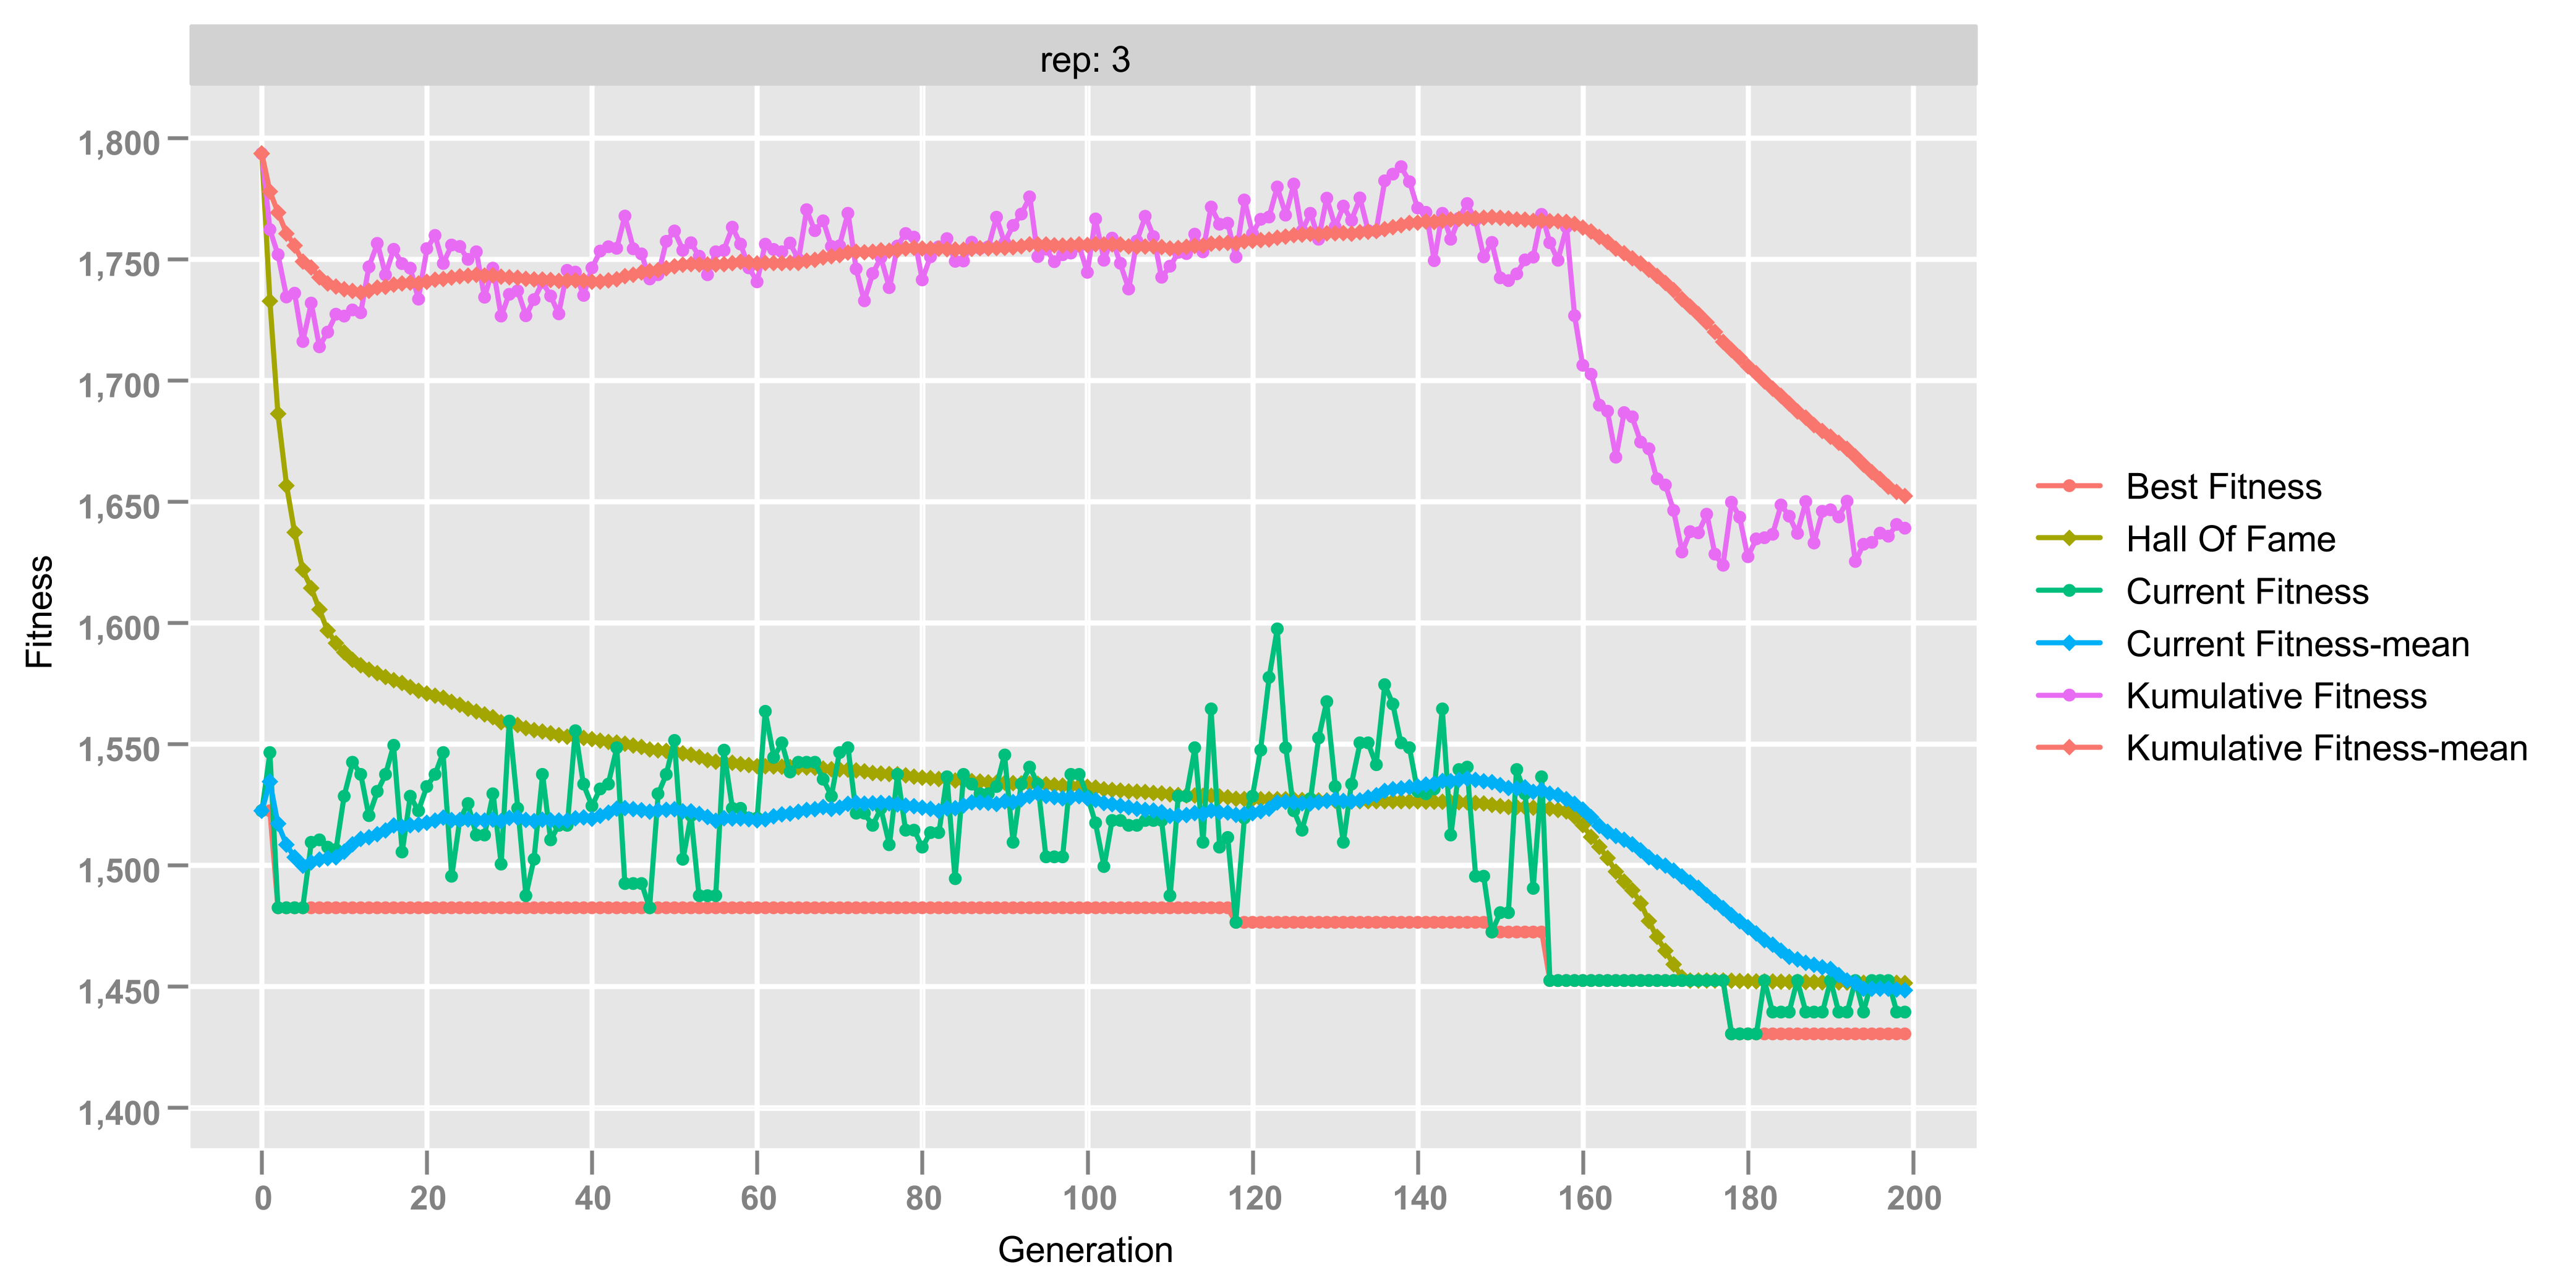 rep: 3
1,800
1,750
1,700
1,650
1,600
1,550
1,500
1,450
1,400
Fitness
0 20 40 60 80 100 120 140 160 180 200
Generation
Best Fitness
Hall Of Fame
Current Fitness
Current Fitness-mean
Kumulative Fitness
Kumulative Fitness-mean